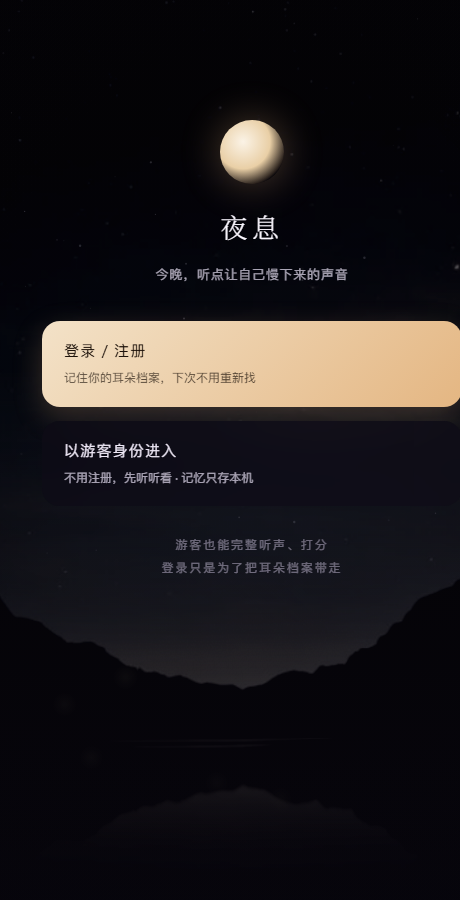 夜息
今晚，听点让自己慢下来的声音
登录 / 注册
记住你的耳朵档案，下次不用重新找
以游客身份进入
不用注册，先听听看 · 记忆只存本机
游客也能完整听声、打分
登录只是为了把耳朵档案带走